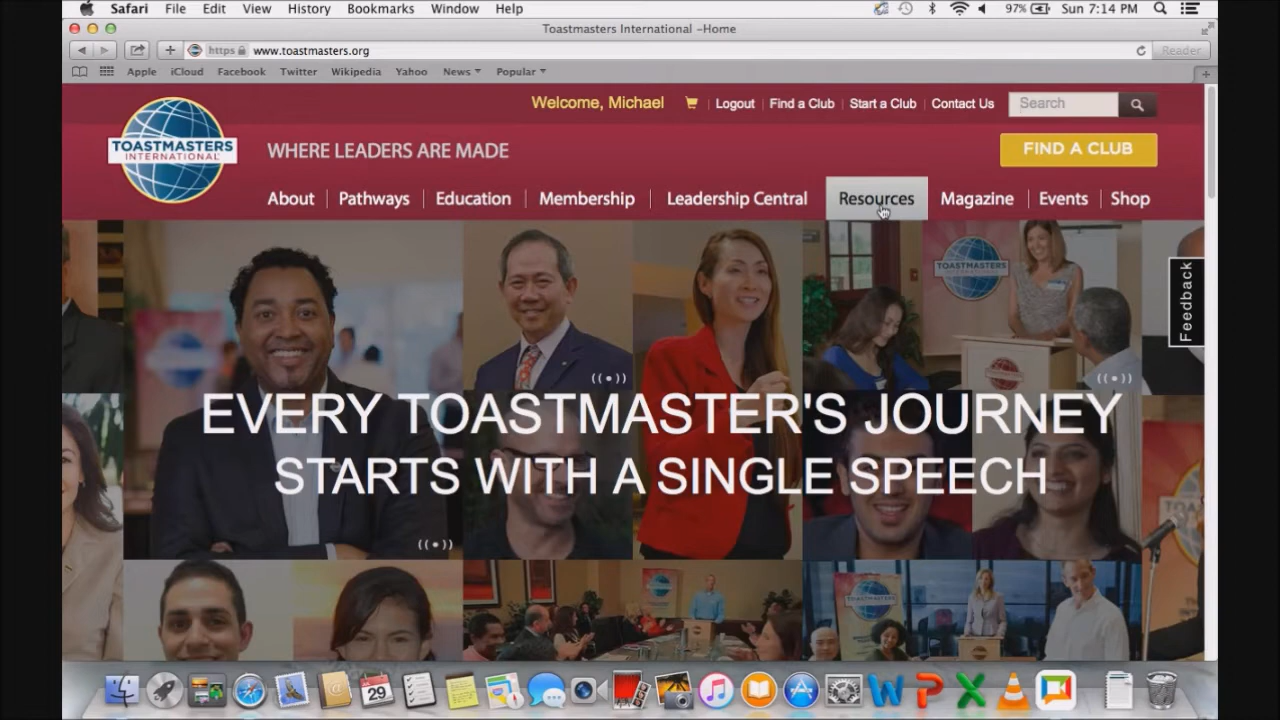 Safari File Edit View History Bookmarks Window Help 97% Sun 7:14 PM
Toastmasters International -Home
https www.toastmasters.org Reader
Apple iCloud Facebook Twitter Wikipedia Yahoo News Popular
Welcome, Michael Logout Find a Club Start a Club Contact Us Search
TOASTMASTERS
INTERNATIONAL
WHERE LEADERS ARE MADE
FIND A CLUB
About Pathways Education Membership Leadership Central Resources Magazine Events Shop
TOASTMASTERS
Feedback
EVERY TOASTMASTER'S JOURNEY
STARTS WITH A SINGLE SPEECH
29